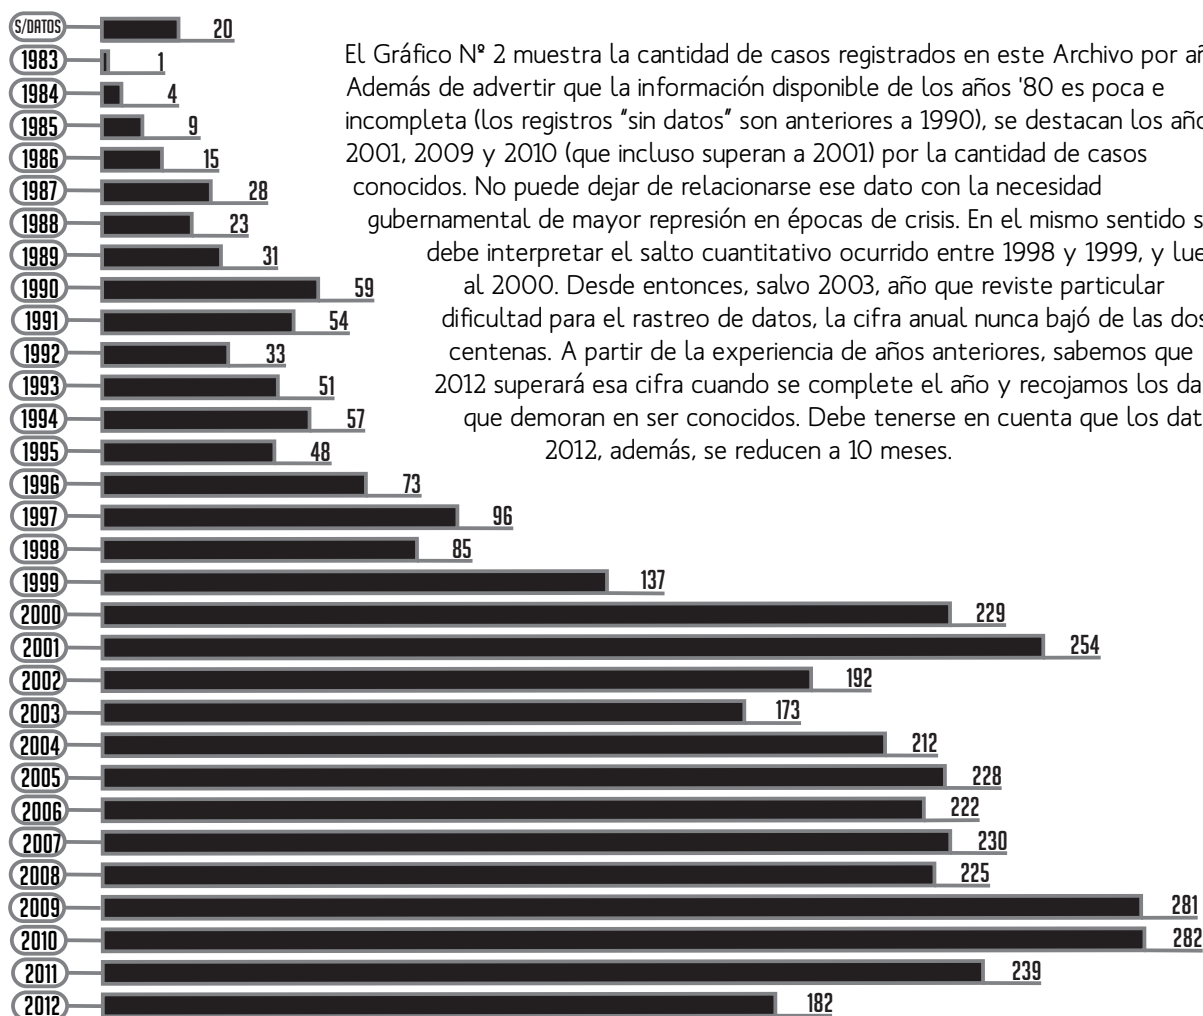 S/DATOS 20
1983 1
1984 4
1985 9
1986 15
1987 28
1988 23
1989 31
1990 59
1991 54
1992 33
1993 51
1994 57
1995 48
1996 73
1997 96
1998 85
1999 137
2000 229
2001 254
2002 192
2003 173
2004 212
2005 228
2006 222
2007 230
2008 225
2009 281
2010 282
2011 239
2012 182
El Gráfico Nº 2 muestra la cantidad de casos registrados en este Archivo por
Además de advertir que la información disponible de los años '80 es poca e
incompleta (los registros “sin datos” son anteriores a 1990), se destacan los
2001, 2009 y 2010 (que incluso superan a 2001) por la cantidad de casos
conocidos. No puede dejar de relacionarse ese dato con la necesidad
gubernamental de mayor represión en épocas de crisis. En el mismo sentido
debe interpretar el salto cuantitativo ocurrido entre 1998 y 1999, y
al 2000. Desde entonces, salvo 2003, año que reviste particular
dificultad para el rastreo de datos, la cifra anual nunca bajó de las dos
centenas. A partir de la experiencia de años anteriores, sabemos que
2012 superará esa cifra cuando se complete el año y recojamos los
que demoran en ser conocidos. Debe tenerse en cuenta que los
2012, además, se reducen a 10 meses.